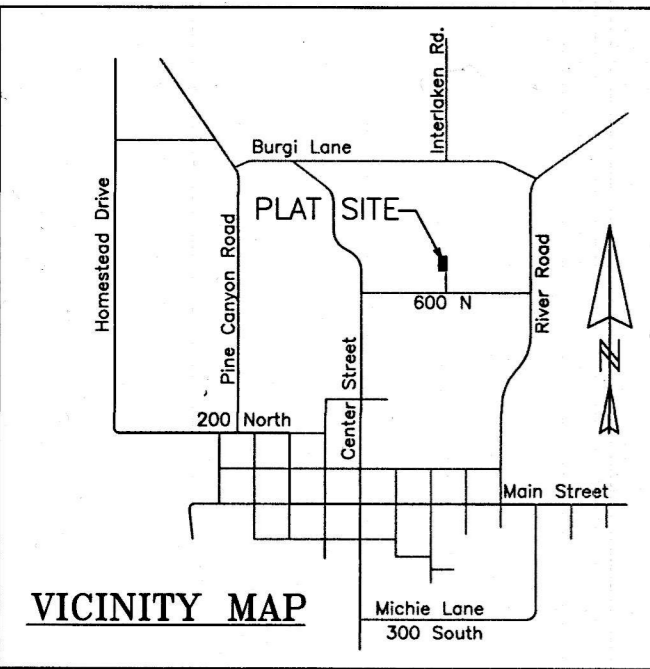 Interlaken Rd.
Burgi Lane
Homestead Drive
PLAT SITE
Pine Canyon Road
River Road
600 N
N
Center Street
200 North
Main Street
VICINITY MAP
Michie Lane
300 South